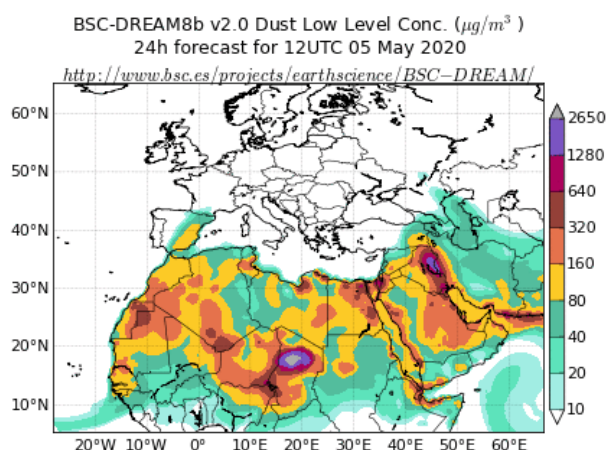 BSC-DREAM8b v2.0 Dust Low Level Conc. (μg/m³ )
24h forecast for 12UTC 05 May 2020
http://www.bsc.es/projects/earthscience/BSC−DREAM/
60°N
50°N
40°N
30°N
20°N
10°N
20°W 10°W 0° 10°E 20°E 30°E 40°E 50°E 60°E
2650
1280
640
320
160
80
40
20
10